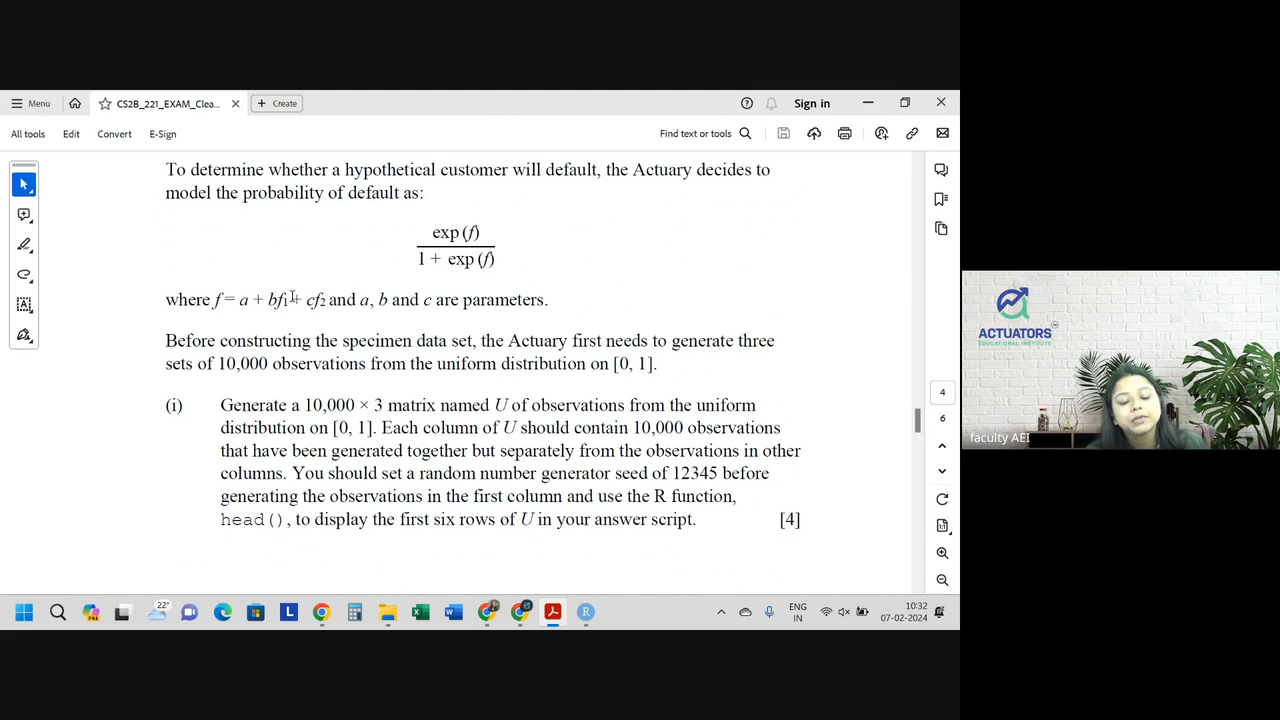 Menu
CS2B_221_EXAM_Clea...
Create
Sign in
All tools
Edit
Convert
E-Sign
Find text or tools
To determine whether a hypothetical customer will default, the Actuary decides to
model the probability of default as:
exp (f)
1 + exp (f)
where f = a + bf1 + cf2 and a, b and c are parameters.
Before constructing the specimen data set, the Actuary first needs to generate three
sets of 10,000 observations from the uniform distribution on [0, 1].
(i) Generate a 10,000 × 3 matrix named U of observations from the uniform
distribution on [0, 1]. Each column of U should contain 10,000 observations
that have been generated together but separately from the observations in other
columns. You should set a random number generator seed of 12345 before
generating the observations in the first column and use the R function,
head(), to display the first six rows of U in your answer script. [4]
4
6
ACTUATORS
EDUCATIONAL INSTITUTE
faculty AEI
22°
ENG
IN
10:32
07-02-2024